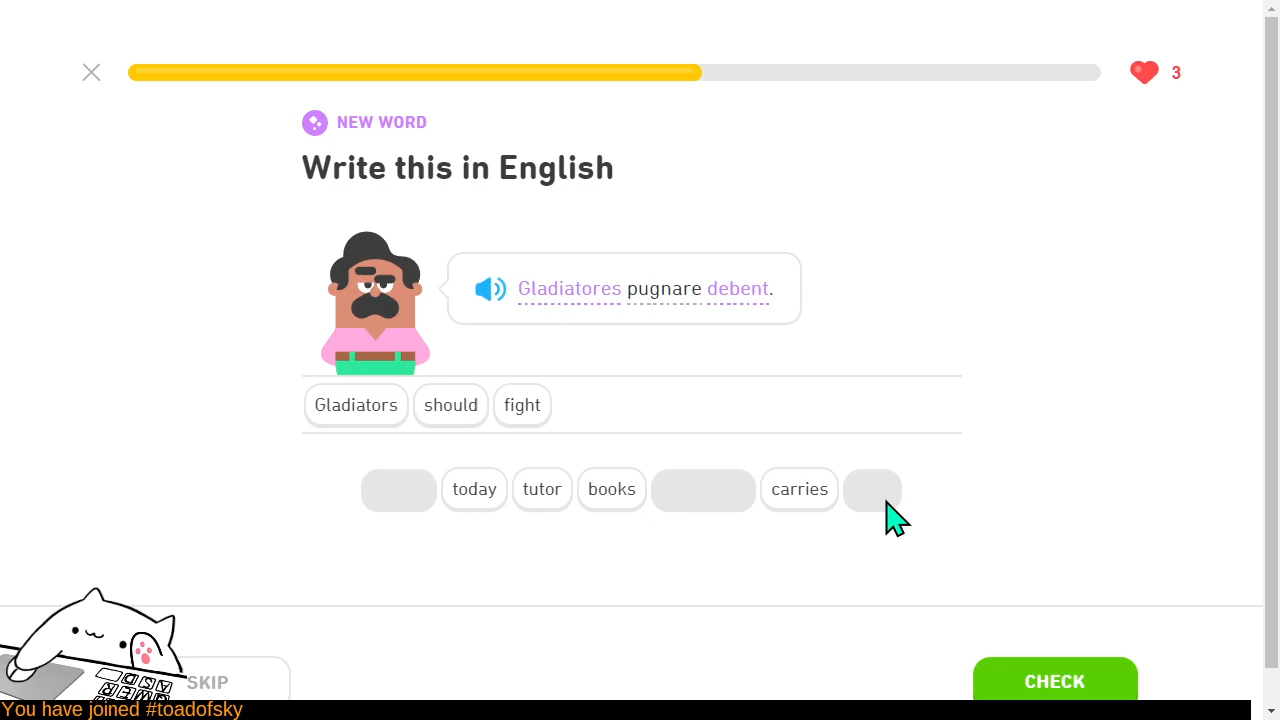 3
NEW WORD
Write this in English
Gladiatores pugnare debent.
Gladiators should fight
today tutor books carries
SKIP
CHECK
You have joined #toadofsky